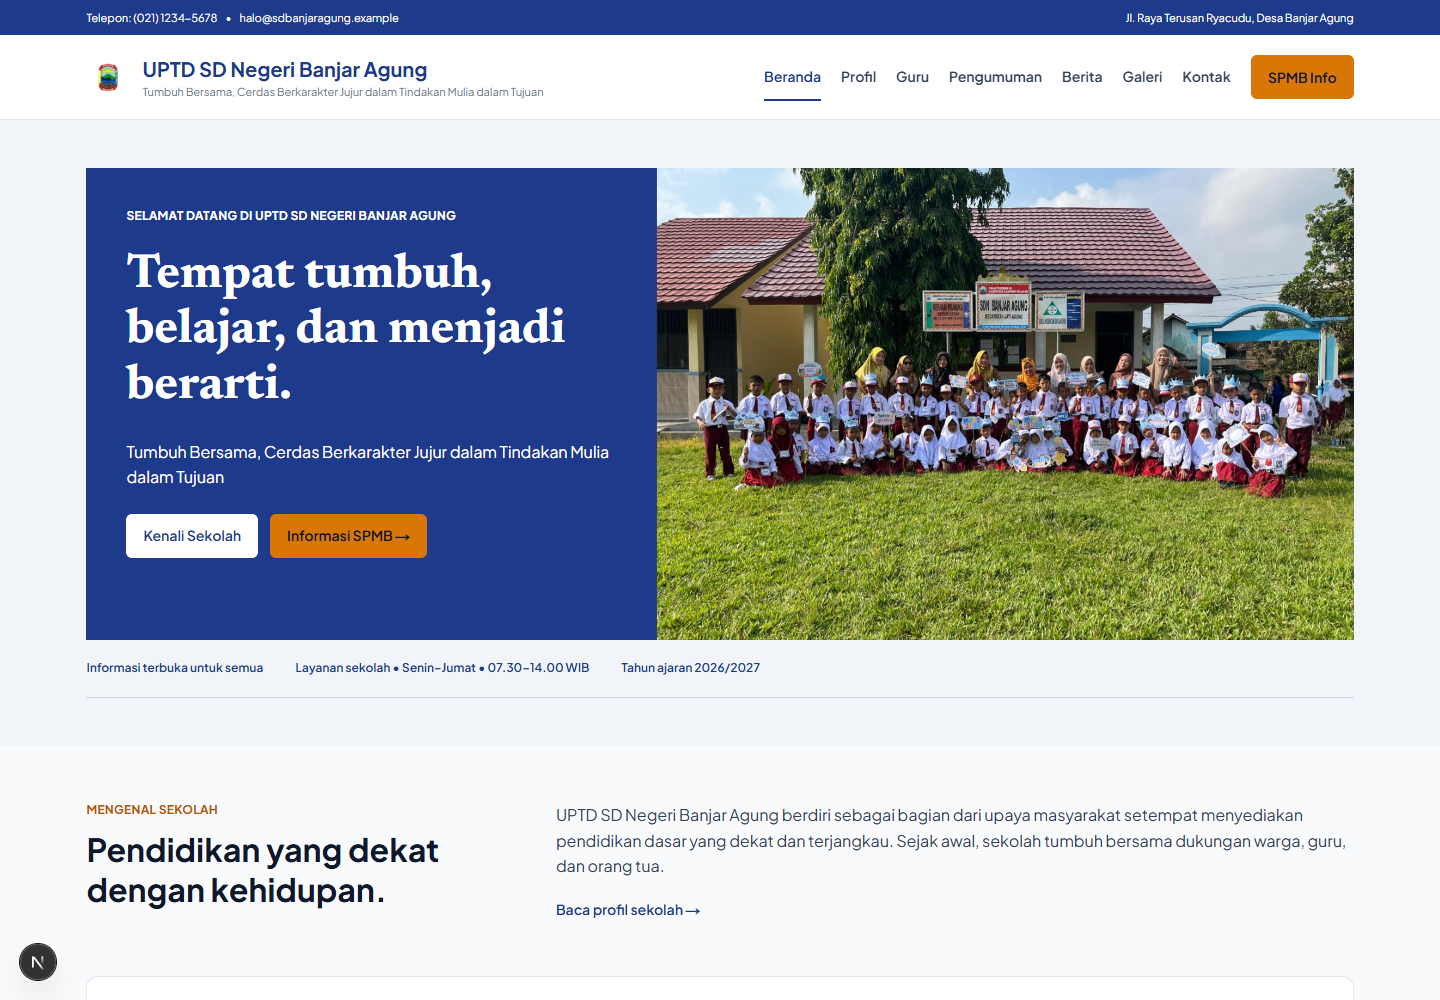 Telepon: (021) 1234-5678 • halo@sdbanjaragung.example
Jl. Raya Terusan Ryacudu, Desa Banjar Agung
UPTD SD Negeri Banjar Agung
Tumbuh Bersama, Cerdas Berkarakter Jujur dalam Tindakan Mulia dalam Tujuan
Beranda
Profil
Guru
Pengumuman
Berita
Galeri
Kontak
SPMB Info
SELAMAT DATANG DI UPTD SD NEGERI BANJAR AGUNG
Tempat tumbuh,
belajar, dan menjadi
berarti.
Tumbuh Bersama, Cerdas Berkarakter Jujur dalam Tindakan Mulia
dalam Tujuan
Kenali Sekolah
Informasi SPMB →
SDN BANJAR AGUNG
Informasi terbuka untuk semua
Layanan sekolah • Senin–Jumat • 07.30–14.00 WIB
Tahun ajaran 2026/2027
MENGENAL SEKOLAH
Pendidikan yang dekat
dengan kehidupan.
UPTD SD Negeri Banjar Agung berdiri sebagai bagian dari upaya masyarakat setempat menyediakan
pendidikan dasar yang dekat dan terjangkau. Sejak awal, sekolah tumbuh bersama dukungan warga, guru,
dan orang tua.
Baca profil sekolah →
N